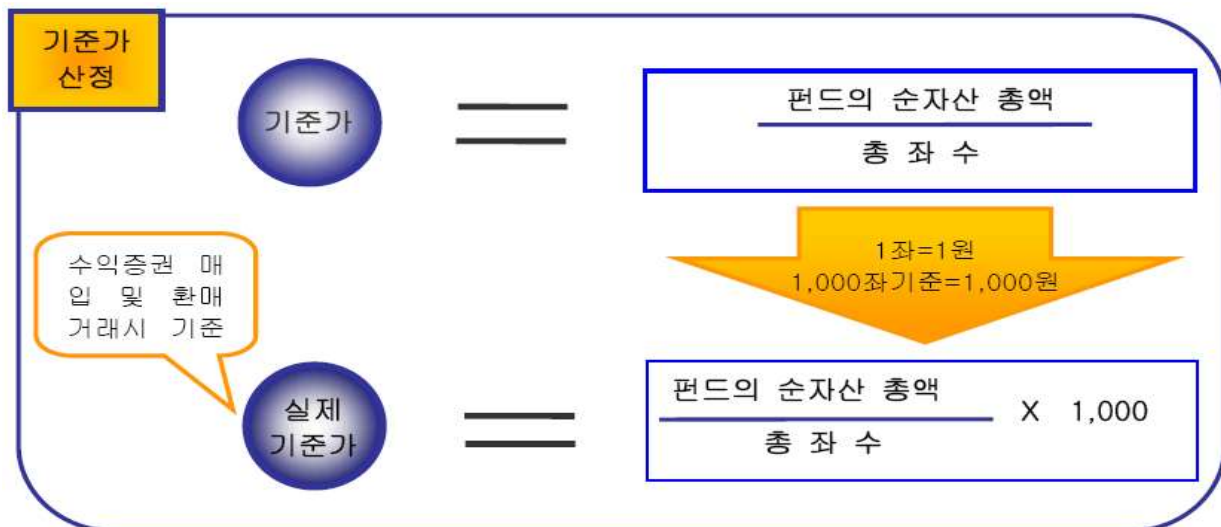 기준가
산정
기준가
펀드의 순자산 총액
총 좌 수
1좌=1원
1,000좌기준=1,000원
수익증권 매
입 및 환매
거래시 기준
실제
기준가
펀드의 순자산 총액
총 좌 수
X 1,000